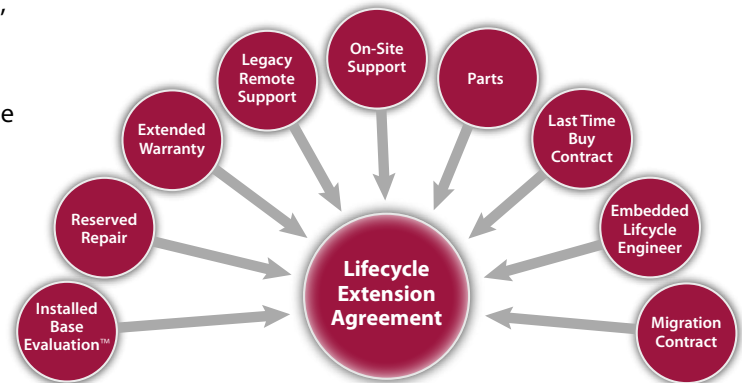 ,
e
On-Site
Support
Legacy
Remote
Support
Parts
Extended
Warranty
Last Time
Buy
Contract
Reserved
Repair
Embedded
Lifcycle
Engineer
Installed
Base
Evaluation™
Lifecycle
Extension
Agreement
Migration
Contract